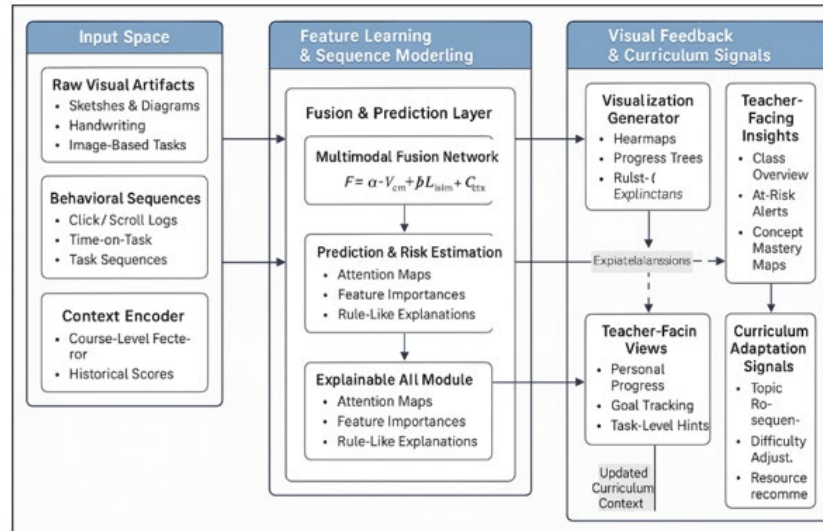 Input Space
Raw Visual Artifacts
• Sketshes & Diagrams
• Handwriting
• Image-Based Tasks
Behavioral Sequences
• Click/Scroll Logs
• Time-on-Task
• Task Sequences
Context Encoder
• Course-Level Fecte-
ror
• Historical Scores
Feature Learning
& Sequence Moderling
Fusion & Prediction Layer
Multimodal Fusion Network
Prediction & Risk Estimation
• Attention Maps
• Feature Importances
• Rule-Like Explanations
Explainable AII Module
• Attention Maps
• Feature Importances
• Rule-Like Explanations
Visual Feedback
& Curriculum Signals
Visualization
Generator
• Hearmaps
• Progress Trees
Teacher-
Facing
Insights
• Class
Overview
• At-Risk
Alerts
• Concept
Mastery
Maps
Teacher-Facin
Views
• Personal
Progress
• Goal Tracking
• Task-Level Hints
Curriculum
Adaptation
Signals
• Topic
Ro-
sequen-
• Difficulty
Adjust.
• Resource
recomme
Updated
Curriculum
Context